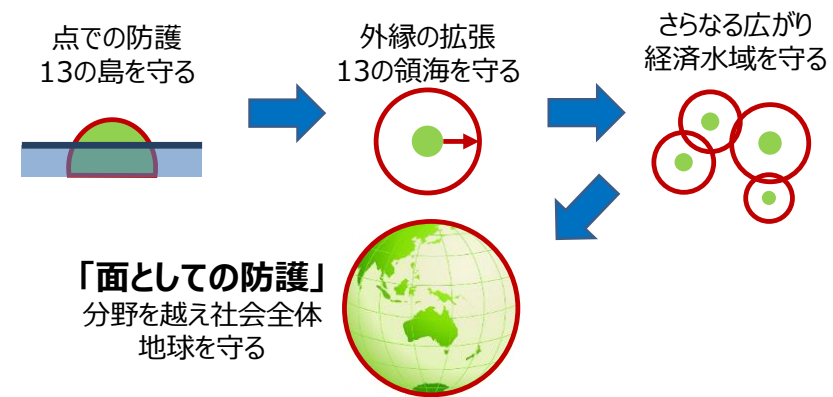 点での防護
13の島を守る
外縁の拡張
13の領海を守る
さらなる広がり
経済水域を守る
「面としての防護」
分野を越え社会全体
地球を守る